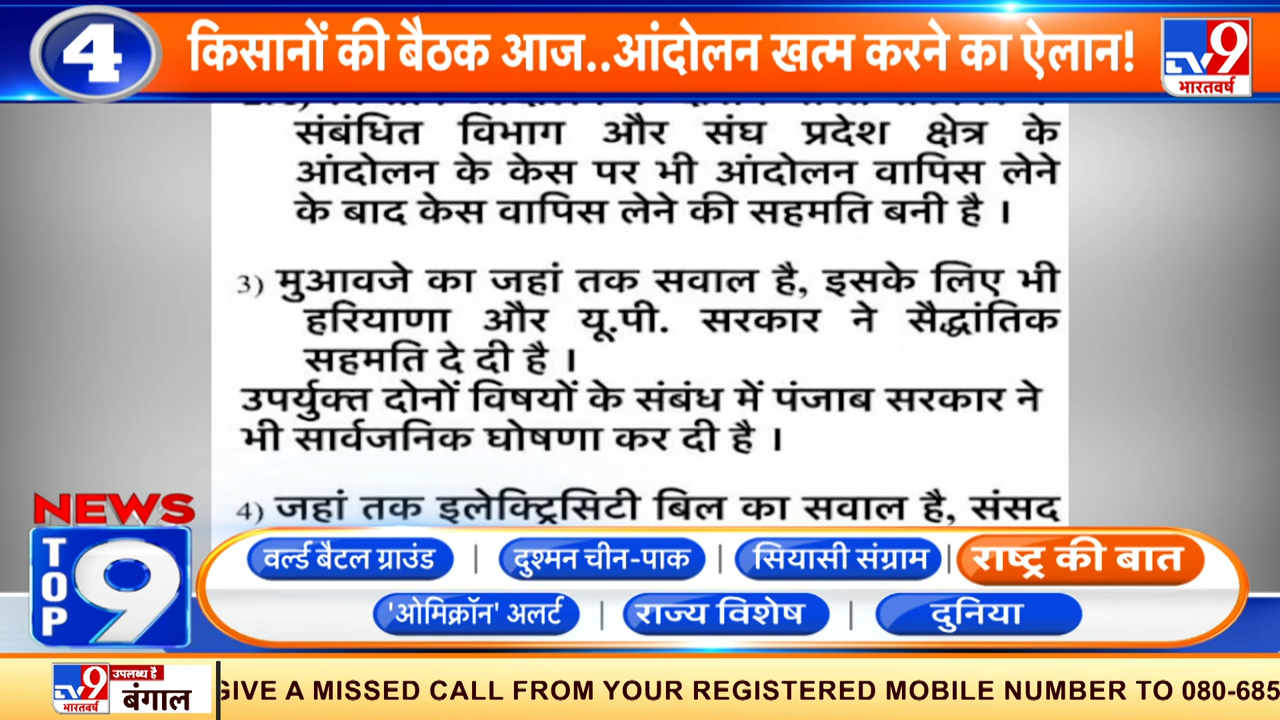 4
किसानों की बैठक आज..आंदोलन खत्म करने का ऐलान!
TV9
भारतवर्ष
संबंधित विभाग और संघ प्रदेश क्षेत्र के
आंदोलन के केस पर भी आंदोलन वापिस लेने
के बाद केस वापिस लेने की सहमति बनी है ।
3) मुआवजे का जहां तक सवाल है, इसके लिए भी
हरियाणा और यू.पी. सरकार ने सैद्धांतिक
सहमति दे दी है ।
उपर्युक्त दोनों विषयों के संबंध में पंजाब सरकार ने
भी सार्वजनिक घोषणा कर दी है ।
4) जहां तक इलेक्ट्रिसिटी बिल का सवाल है, संसद
NEWS
TOP 9
वर्ल्ड बैटल ग्राउंड | दुश्मन चीन-पाक | सियासी संग्राम | राष्ट्र की बात
'ओमिक्रॉन' अलर्ट | राज्य विशेष | दुनिया
TV9
भारतवर्ष
उपलब्ध है
बंगाल
GIVE A MISSED CALL FROM YOUR REGISTERED MOBILE NUMBER TO 080-685